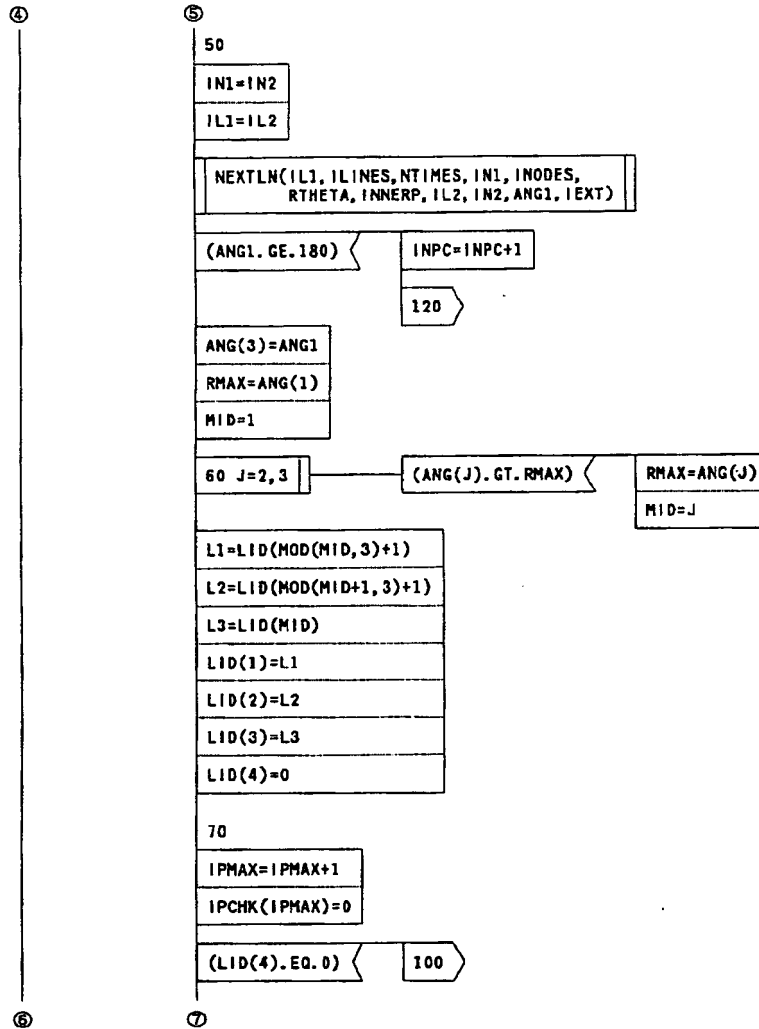 ④ ⑤
50
IN1=IN2
IL1=IL2
NEXTLN(IL1,ILINES,NTIMES,IN1,INODES,
RTHETA,INNERP,IL2,IN2,ANG1,IEXT)
(ANG1.GE.180) INPC=INPC+1
120
ANG(3)=ANG1
RMAX=ANG(1)
MID=1
60 J=2,3 (ANG(J).GT.RMAX) RMAX=ANG(J)
MID=J
L1=LID(MOD(MID,3)+1)
L2=LID(MOD(MID+1,3)+1)
L3=LID(MID)
LID(1)=L1
LID(2)=L2
LID(3)=L3
LID(4)=0
70
IPMAX=IPMAX+1
IPCHK(IPMAX)=0
(LID(4).EQ.0) 100
⑥ ⑦